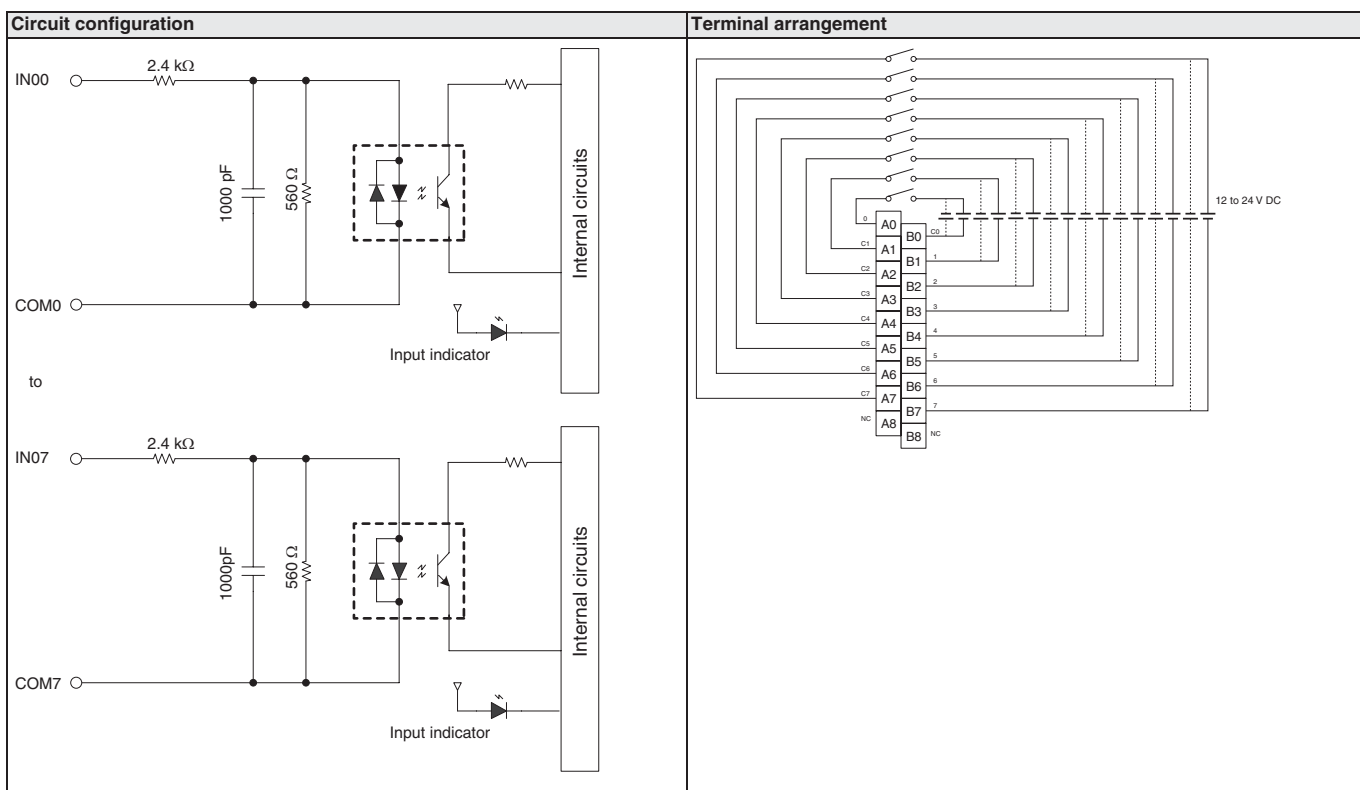 Circuit configuration
IN00
2.4 kΩ
1000 pF
560 Ω
Internal circuits
COM0
Input indicator
to
IN07
2.4 kΩ
1000pF
560 Ω
Internal circuits
COM7
Input indicator
Terminal arrangement
12 to 24 V DC
0 A0
B0 C0
C1 A1
B1 1
C2 A2
B2 2
C3 A3
B3 3
C4 A4
B4 4
C5 A5
B5 5
C6 A6
B6 6
C7 A7
B7 7
NC A8
B8 NC